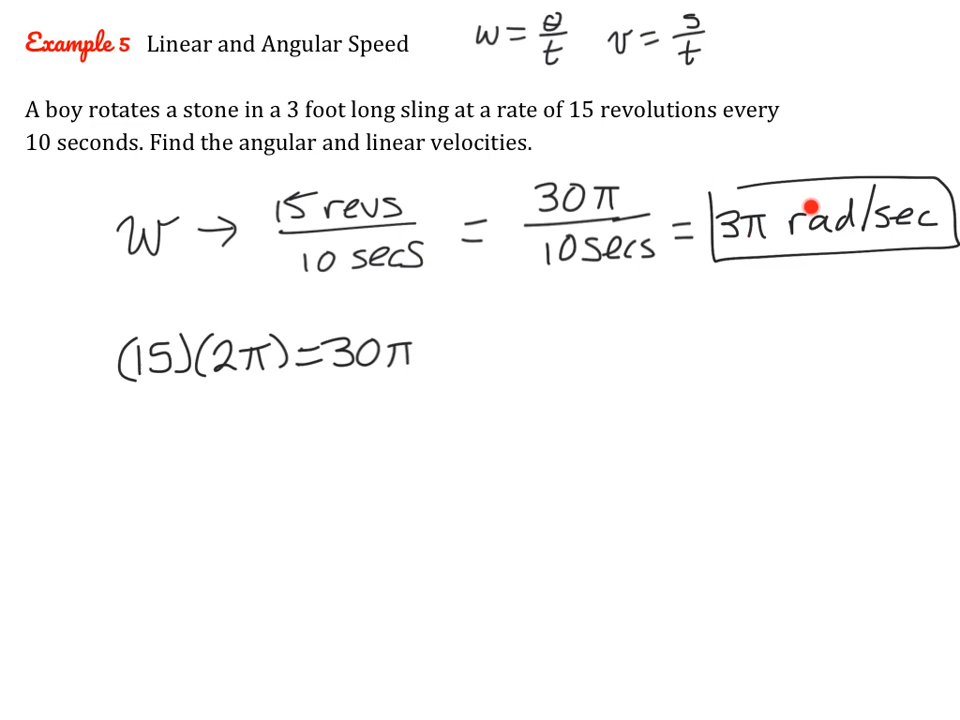 Example 5 Linear and Angular Speed w = θ/t v = s/t
A boy rotates a stone in a 3 foot long sling at a rate of 15 revolutions every
10 seconds. Find the angular and linear velocities.
w → 15 revs / 10 secs = 30π / 10 secs = 3π rad/sec
(15)(2π) = 30π